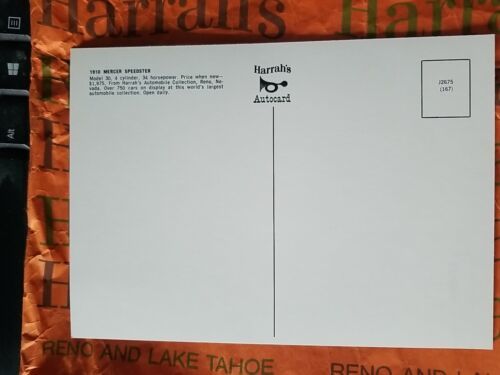 Harrah's
1910 MERCER SPEEDSTER
Model 30, 4 cylinder, 34 horsepower. Price when new—
$1,975. From Harrah's Automobile Collection, Reno, Ne-
vada. Over 750 cars on display at this world's largest
automobile collection. Open daily.
Harrah's
Autocard
J2675
(167)
Alt
RENO AND LAKE TAHOE
RENO AND LAKE TAHOE